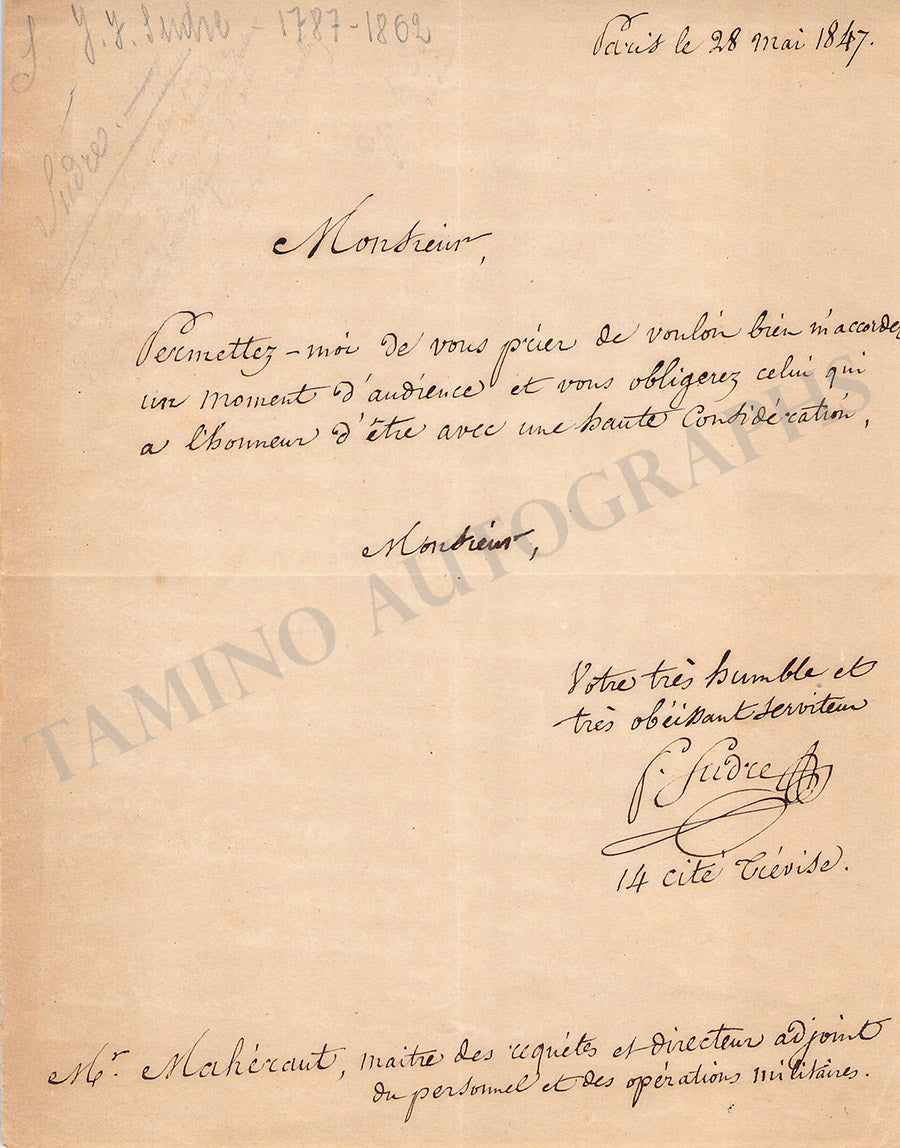 J. J. Sudre - 1787-1862
Paris le 28 mai 1847.
Sudre.
Monsieur,
Permettez-moi de vous prier de vouloir bien m'accorder
un moment d'audience et vous obligerez celui qui
a l'honneur d'être avec une haute Considération,
Monsieur,
Votre très humble et
très obéissant serviteur
Sudre
14 cité Trévise.
Mr. Mahéraut, maitre des requêtes et directeur adjoint
du personnel et des opérations militaires.
TAMINO AUTOGRAPHS